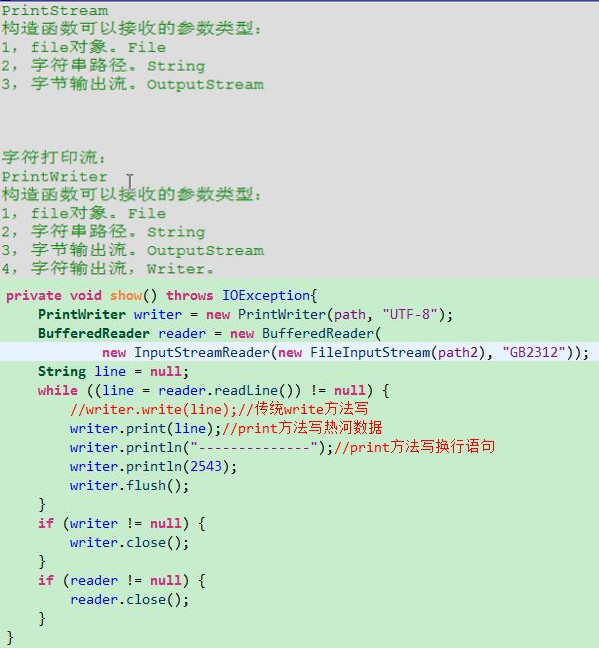 PrintStream
构造函数可以接收的参数类型：
1，file对象。File
2，字符串路径。String
3，字节输出流。OutputStream
字符打印流：
PrintWriter
构造函数可以接收的参数类型：
1，file对象。File
2，字符串路径。String
3，字节输出流。OutputStream
4，字符输出流，Writer。
private void show() throws IOException{
PrintWriter writer = new PrintWriter(path, "UTF-8");
BufferedReader reader = new BufferedReader(
new InputStreamReader(new FileInputStream(path2), "GB2312"));
String line = null;
while ((line = reader.readLine()) != null) {
//writer.write(line);//传统write方法写
writer.print(line);//print方法写热河数据
writer.println("--------------");//print方法写换行语句
writer.println(2543);
writer.flush();
}
if (writer != null) {
writer.close();
}
if (reader != null) {
reader.close();
}
}